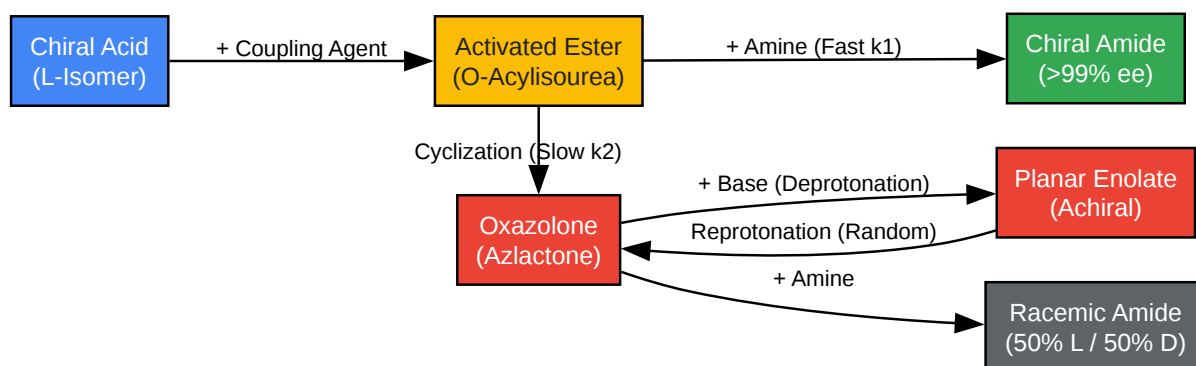 Chiral Acid
(L-Isomer)
+ Coupling Agent
Activated Ester
(O-Acylisourea)
+ Amine (Fast k1)
Chiral Amide
(>99% ee)
Cyclization (Slow k2)
Oxazolone
(Azlactone)
+ Base (Deprotonation)
Reprotonation (Random)
Planar Enolate
(Achiral)
+ Amine
Racemic Amide
(50% L / 50% D)